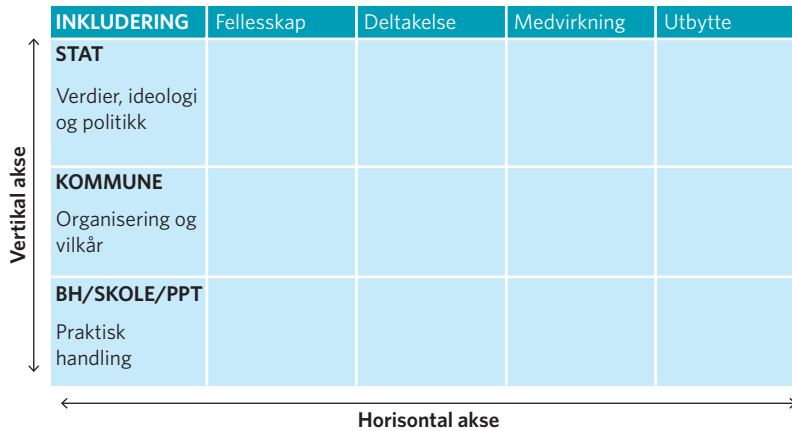 INKLUDERING Fellesskap Deltakelse Medvirkning Utbytte
STAT
Verdier, ideologi
og politikk
KOMMUNE
Organisering og
vilkår
BH/SKOLE/PPT
Praktisk
handling
Vertikal akse
Horisontal akse